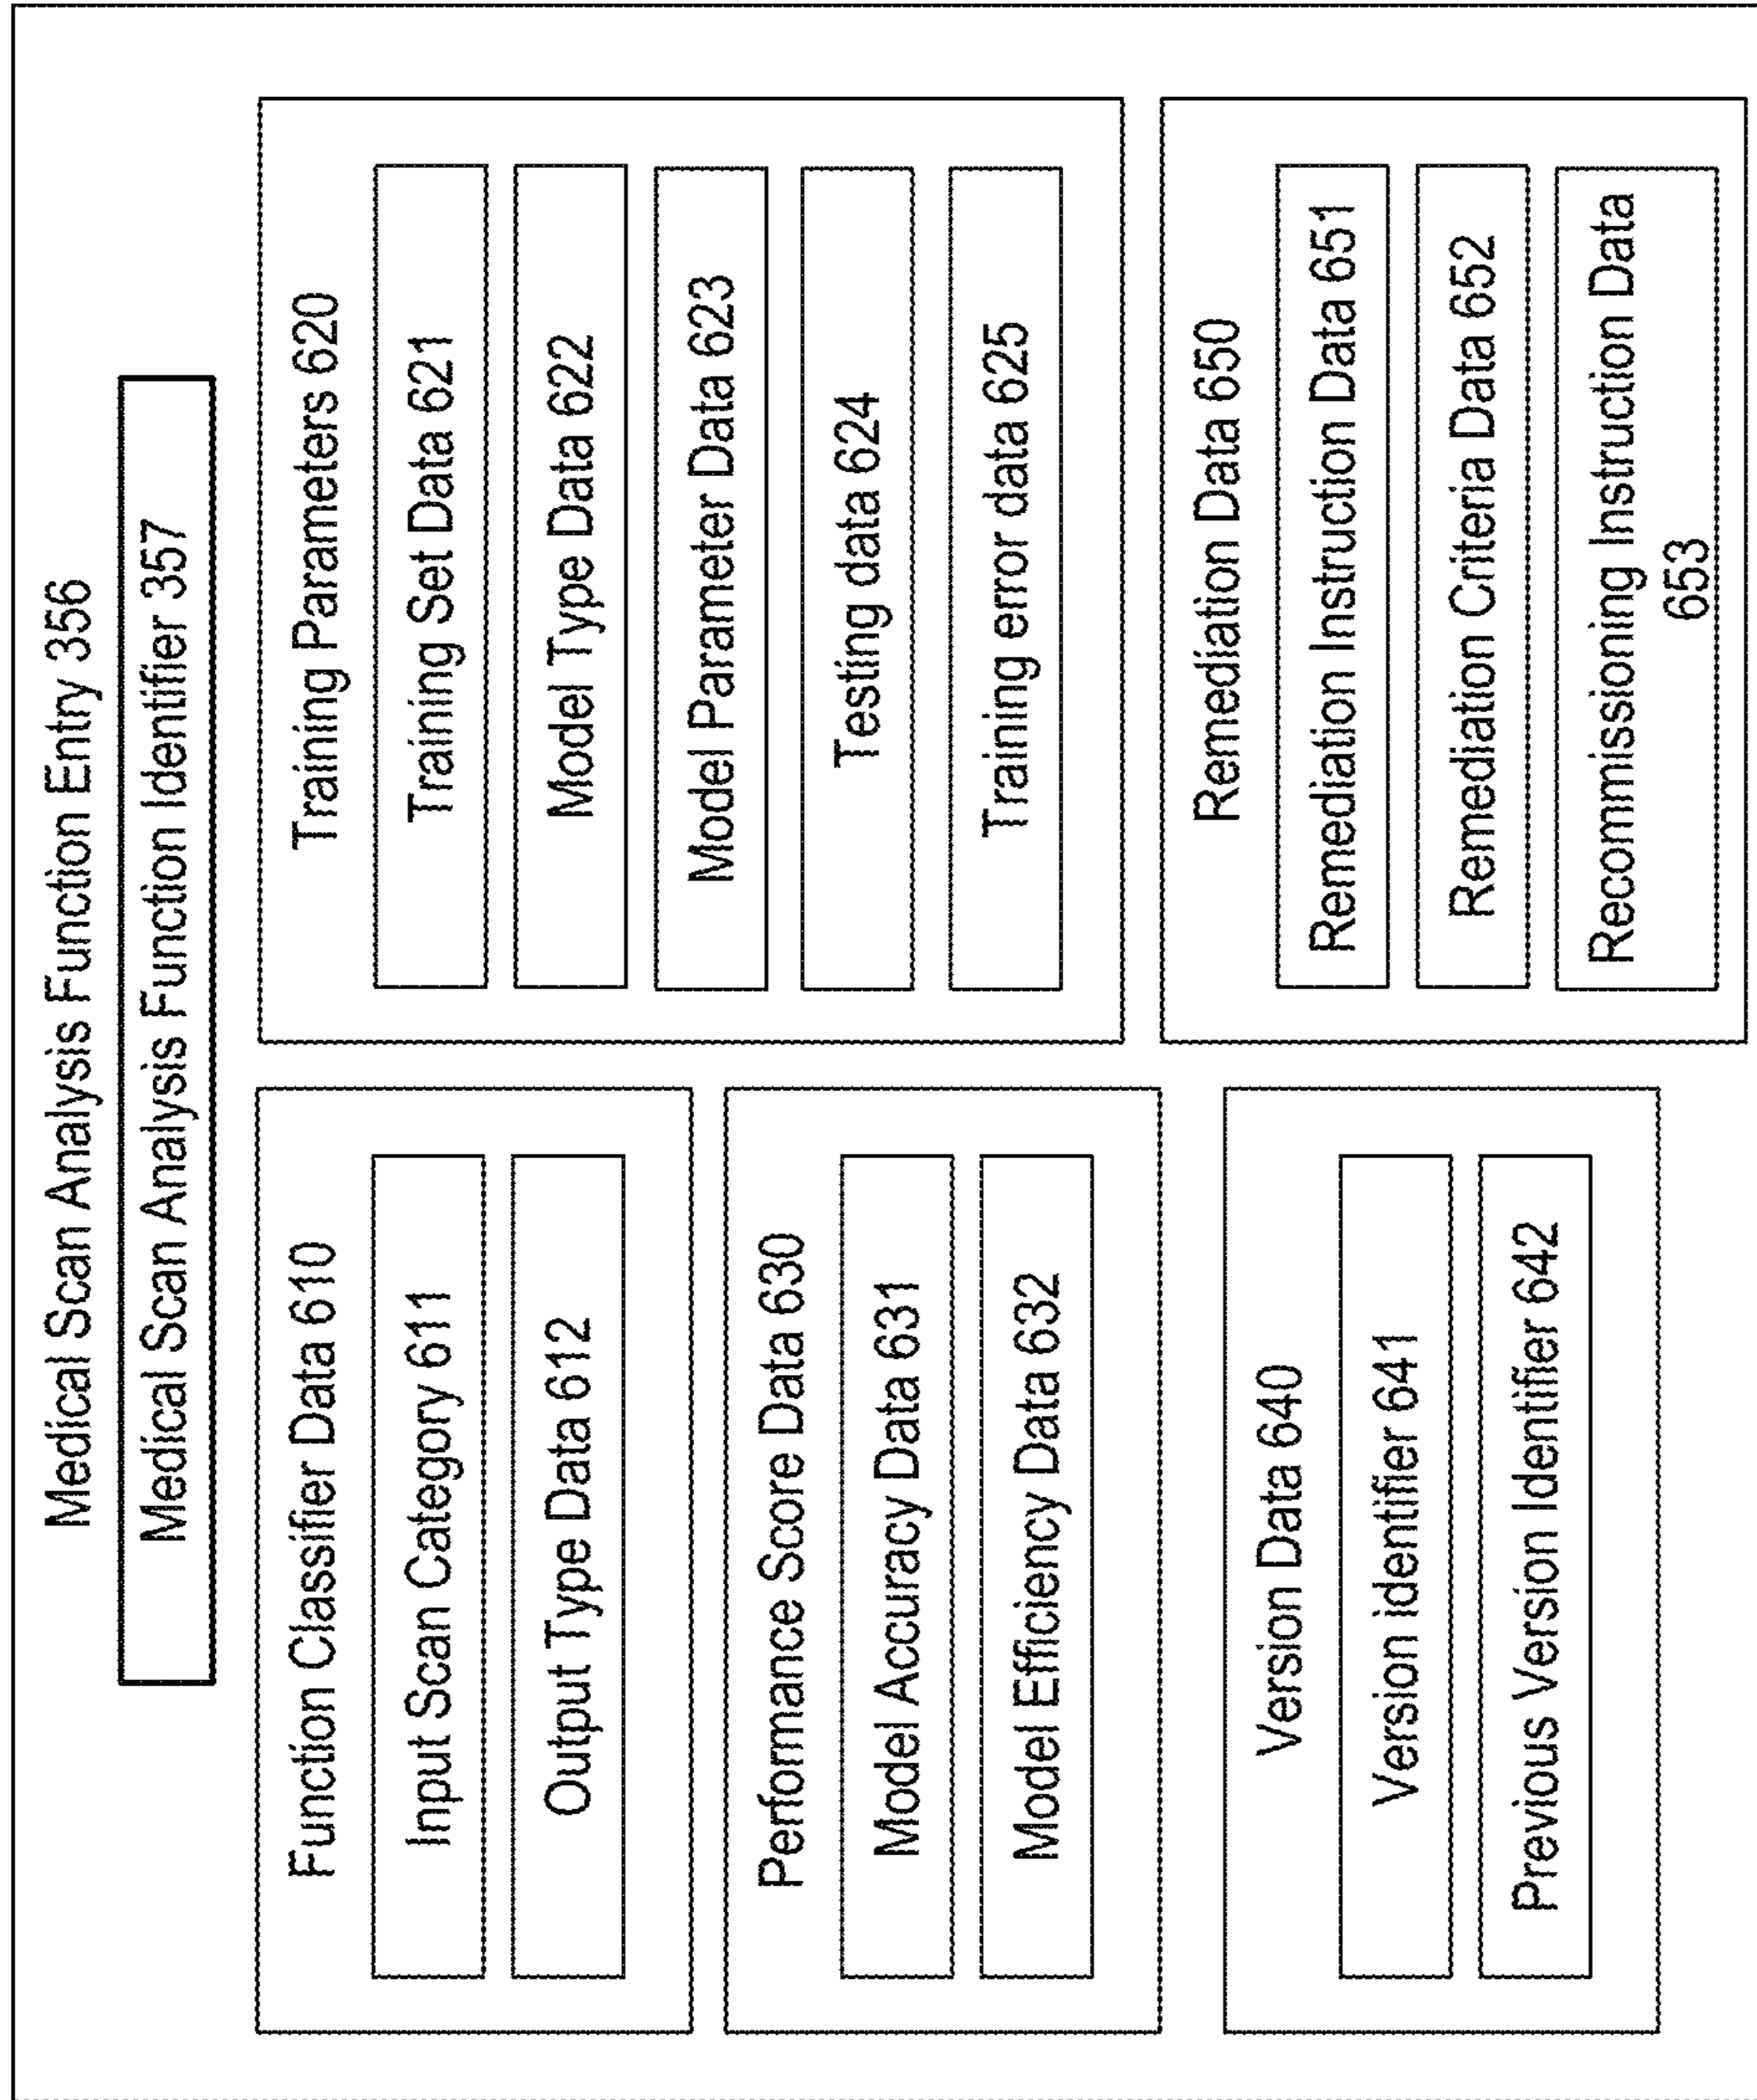 Medical Scan Analysis Function Entry 356
Medical Scan Analysis Function Identifier 357
Function Classifier Data 610
Input Scan Category 611
Output Type Data 612
Performance Score Data 630
Model Accuracy Data 631
Model Efficiency Data 632
Version Data 640
Version identifier 641
Previous Version Identifier 642
Training Parameters 620
Training Set Data 621
Model Type Data 622
Model Parameter Data 623
Testing data 624
Training error data 625
Remediation Data 650
Remediation Instruction Data 651
Remediation Criteria Data 652
Recommissioning Instruction Data
653